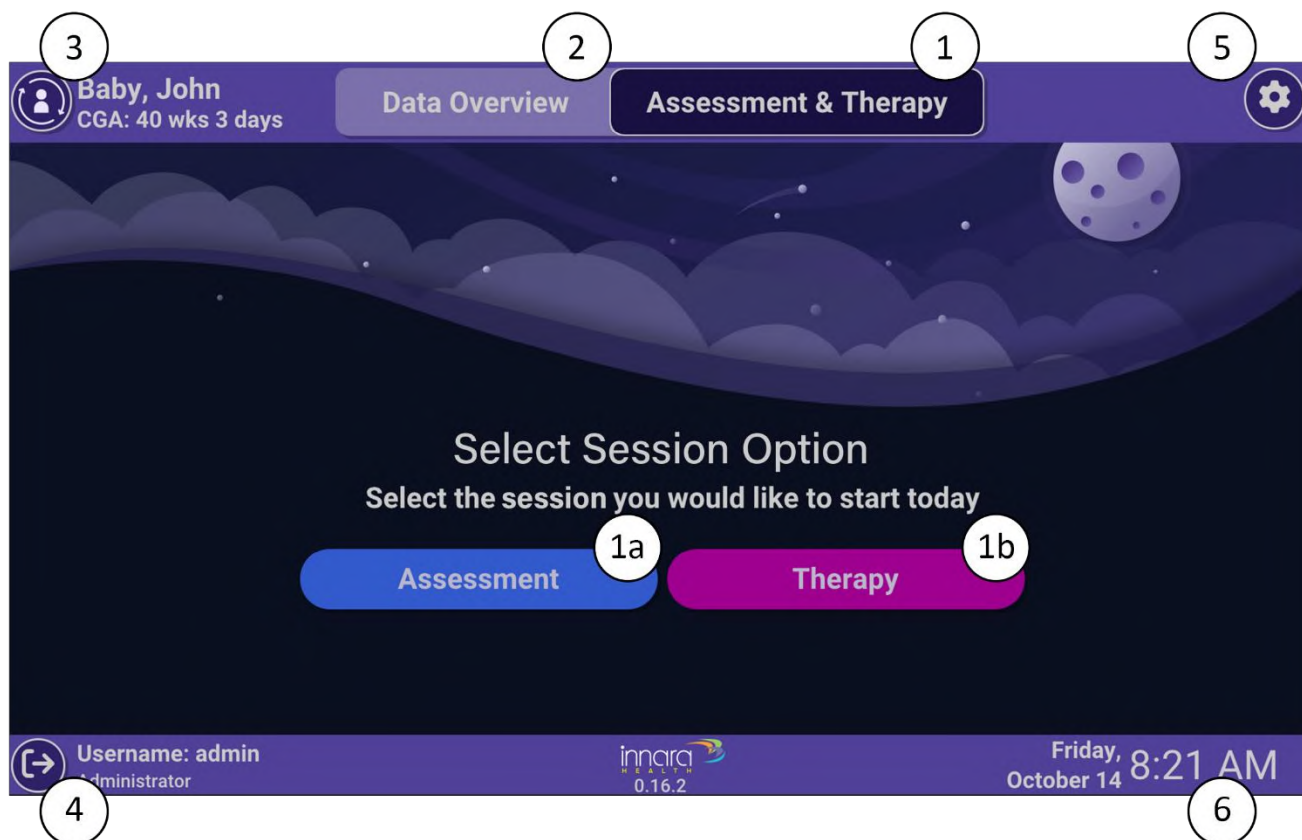 3
2
1
5
Baby, John
CGA: 40 wks 3 days
Data Overview
Assessment & Therapy
Select Session Option
Select the session you would like to start today
1a
1b
Assessment
Therapy
Username: admin
Administrator
innara
HEALTH
0.16.2
Friday,
October 14
8:21 AM
4
6